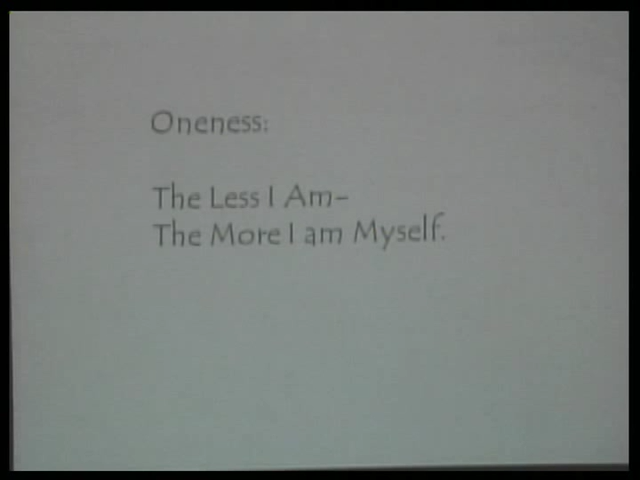 Oneness:
The Less I Am-
The More I am Myself.